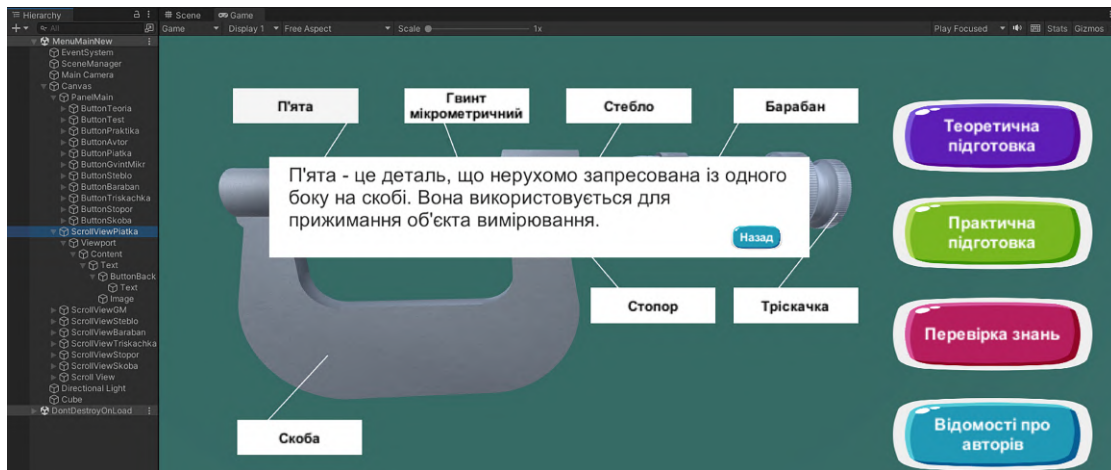 Hierarchy
Scene
Game
All
Game
Display 1
Free Aspect
Scale
1x
Play Focused
Stats
Gizmos
MenuMainNew
EventSystem
SceneManager
Main Camera
Canvas
PanelMain
ButtonTeoria
ButtonTest
ButtonPraktika
ButtonAvtor
ButtonPiatka
ButtonGvintMikr
ButtonSteblo
ButtonBaraban
ButtonTriskachka
ButtonStopor
ButtonSkoba
ScrollViewPiatka
Viewport
Content
Text
ButtonBack
Text
Image
ScrollViewGM
ScrollViewSteblo
ScrollViewBaraban
ScrollViewTriskachka
ScrollViewStopor
ScrollViewSkoba
Scroll View
Directional Light
Cube
DontDestroyOnLoad
П'ята
Гвинт
мікрометричний
Стебло
Барабан
П'ята - це деталь, що нерухомо запресована із одного
боку на скобі. Вона використовується для
прижимання об'єкта вимірювання.
Назад
Стопор
Тріскачка
Скоба
Теоретична
підготовка
Практична
підготовка
Перевірка знань
Відомості про
авторів